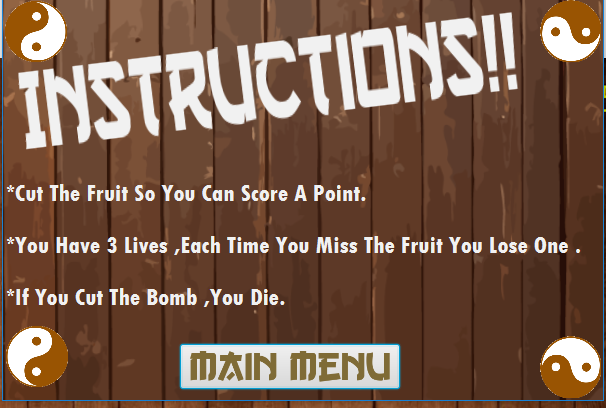 INSTRUCTIONS!!
*Cut The Fruit So You Can Score A Point.
*You Have 3 Lives ,Each Time You Miss The Fruit You Lose One .
*If You Cut The Bomb ,You Die.
MAIN MENU